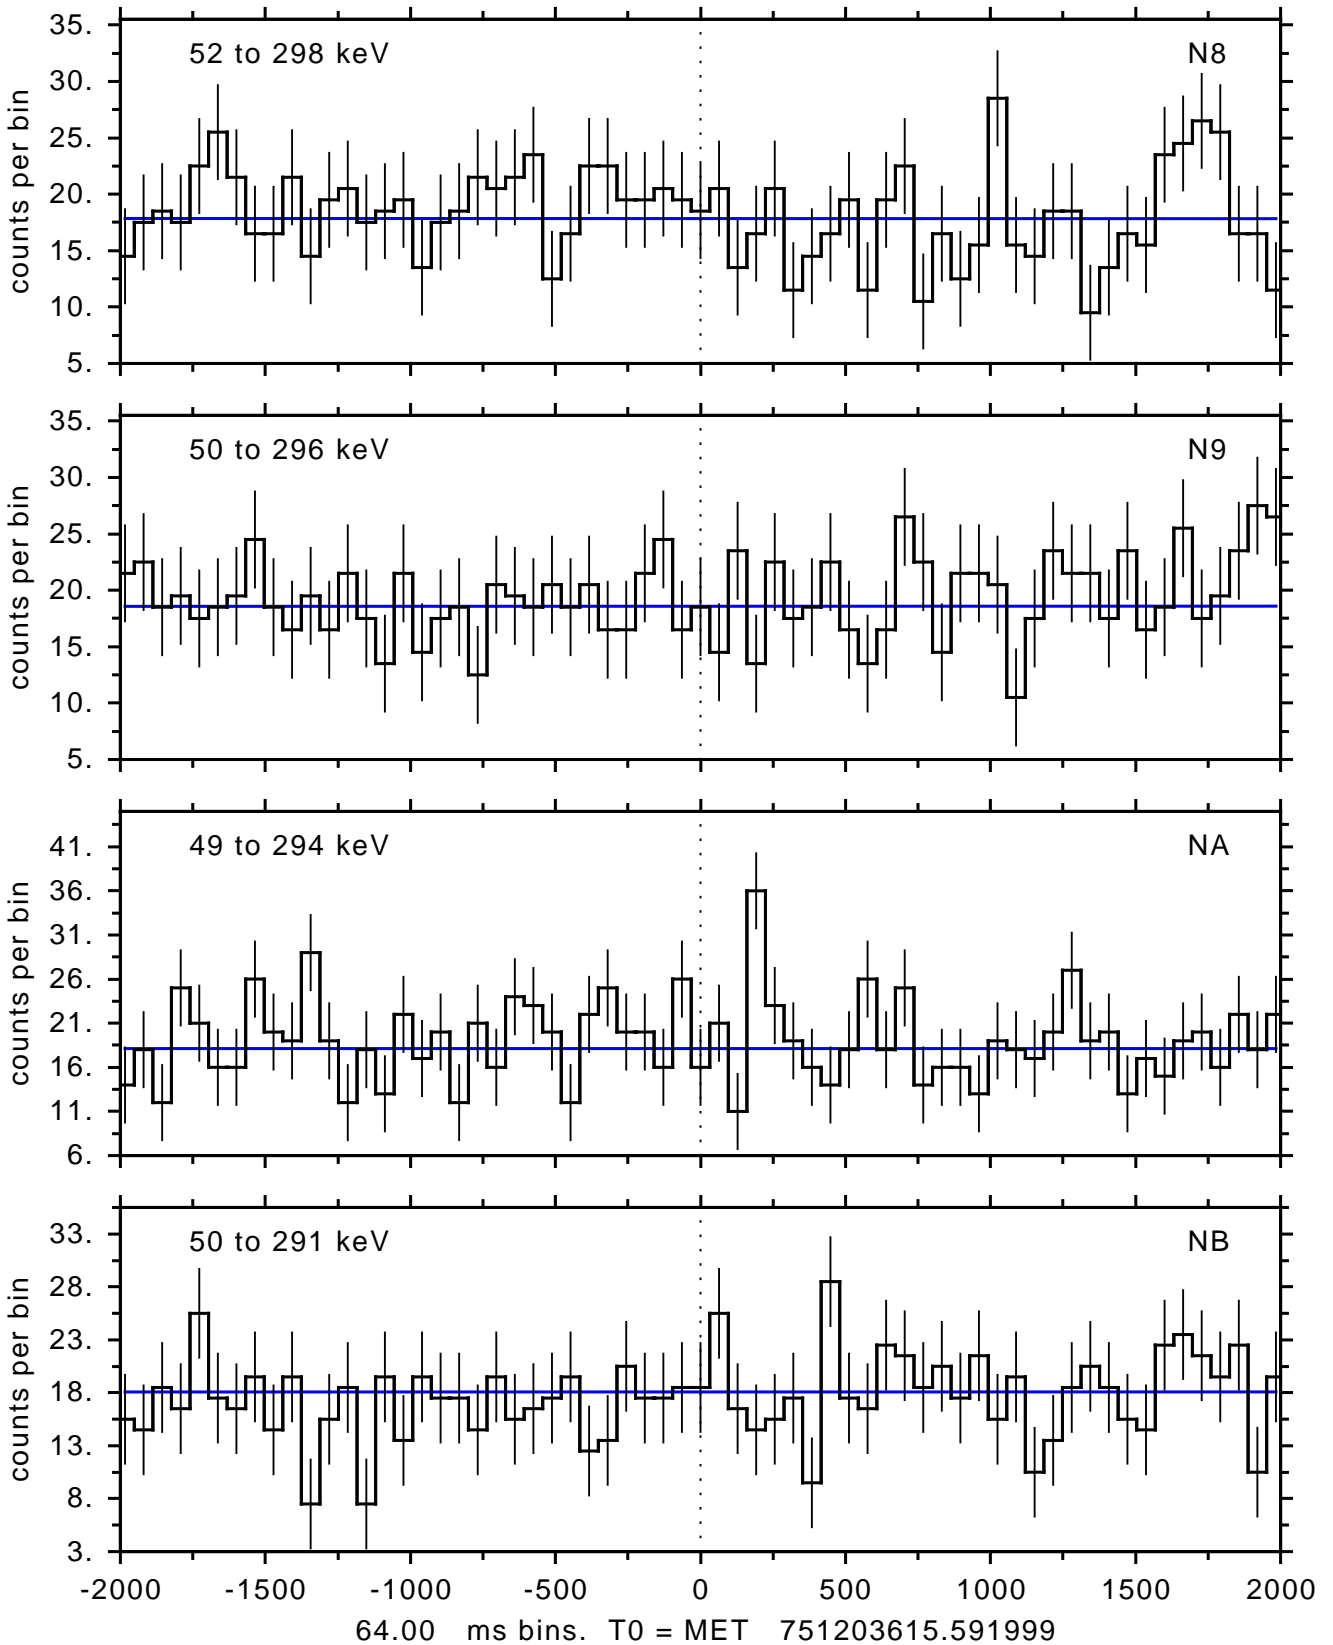 35.
30.
25.
20.
15.
10.
5.
counts per bin
52 to 298 keV
N8
35.
30.
25.
20.
15.
10.
5.
counts per bin
50 to 296 keV
N9
41.
36.
31.
26.
21.
16.
11.
6.
counts per bin
49 to 294 keV
NA
33.
28.
23.
18.
13.
8.
3.
counts per bin
50 to 291 keV
NB
-2000 -1500 -1000 -500 0 500 1000 1500 2000
64.00 ms bins. T0 = MET 751203615.591999